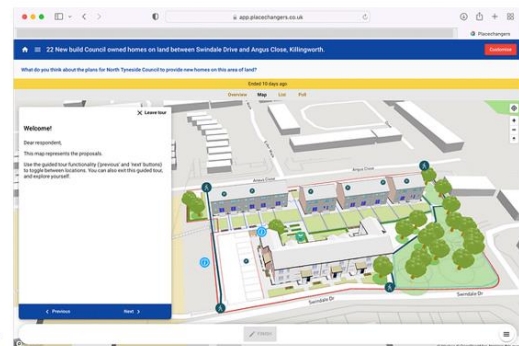 app.placechangers.co.uk
Placechangers
22 New build Council owned homes on land between Swindale Drive and Angus Close, Killingworth.
Customise
What do you think about the plans for North Tyneside Council to provide new homes on this area of land?
Ended 10 days ago
Overview Map List Poll
Leave tour
Welcome!
Dear respondent,
This map represents the proposals.
Use the guided tour functionality ('previous' and 'next' buttons)
to toggle between locations. You can also exit this guided tour,
and explore yourself.
Previous Next
Angus Close
Angus Close
Swindale Dr
Swindale Dr